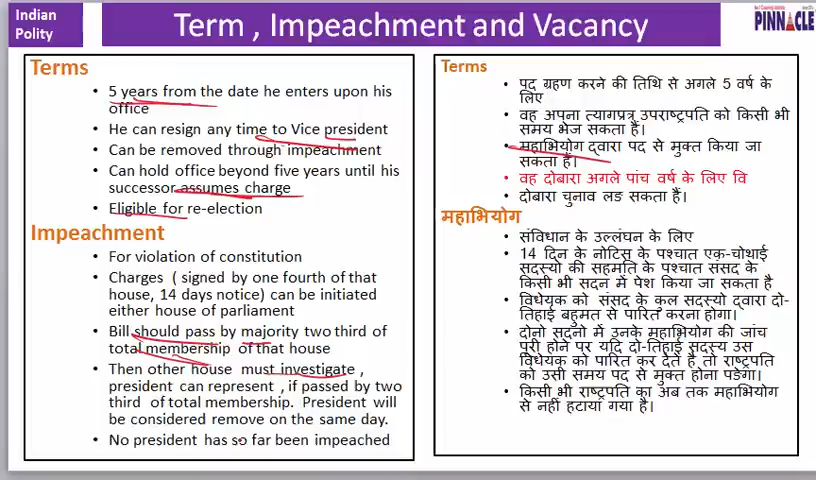 Indian
Polity
Term , Impeachment and Vacancy
PINNACLE
Terms
• 5 years from the date he enters upon his
office
• He can resign any time to Vice president
• Can be removed through impeachment
• Can hold office beyond five years until his
successor assumes charge
• Eligible for re-election
Impeachment
• For violation of constitution
• Charges ( signed by one fourth of that
house, 14 days notice) can be initiated
either house of parliament
• Bill should pass by majority two third of
total membership of that house
• Then other house must investigate ,
president can represent , if passed by two
third of total membership. President will
be considered remove on the same day.
• No president has so far been impeached
Terms
• पद ग्रहण करने की तिथि से अगले 5 वर्ष के
लिए
• वह अपना त्यागप्रत्र उपराष्ट्रपति को किसी भी
समय भेज सकता हैं।
• महाभियोग द्वारा पद से मुक्त किया जा
सकता हैं।
• वह दोबारा अगले पांच वर्ष के लिए वि
• दोबारा चुनाव लड सकता हैं।
महाभियोग
• संविधान के उल्लंघन के लिए
• 14 दिन के नोटिस के पश्चात एक-चोथाई
सदस्यो की सहमति के पश्चात संसद के
किसी भी सदन में पेश किया जा सकता है
• विधेयक को संसद के कुल सदस्यो द्वारा दो-
तिहाई बहुमत से पारित करना होगा।
• दोनो सदनो में उनके महाभियोग की जांच
पूरी होने पर यदि दो-तिहाई सदस्य उस
विधेयक को पारित कर देते है तो राष्ट्रपति
को उसी समय पद से मुक्त होना पडेगा।
• किसी भी राष्ट्रपति का अब तक महाभियोग
से नहीं हटाया गया है।